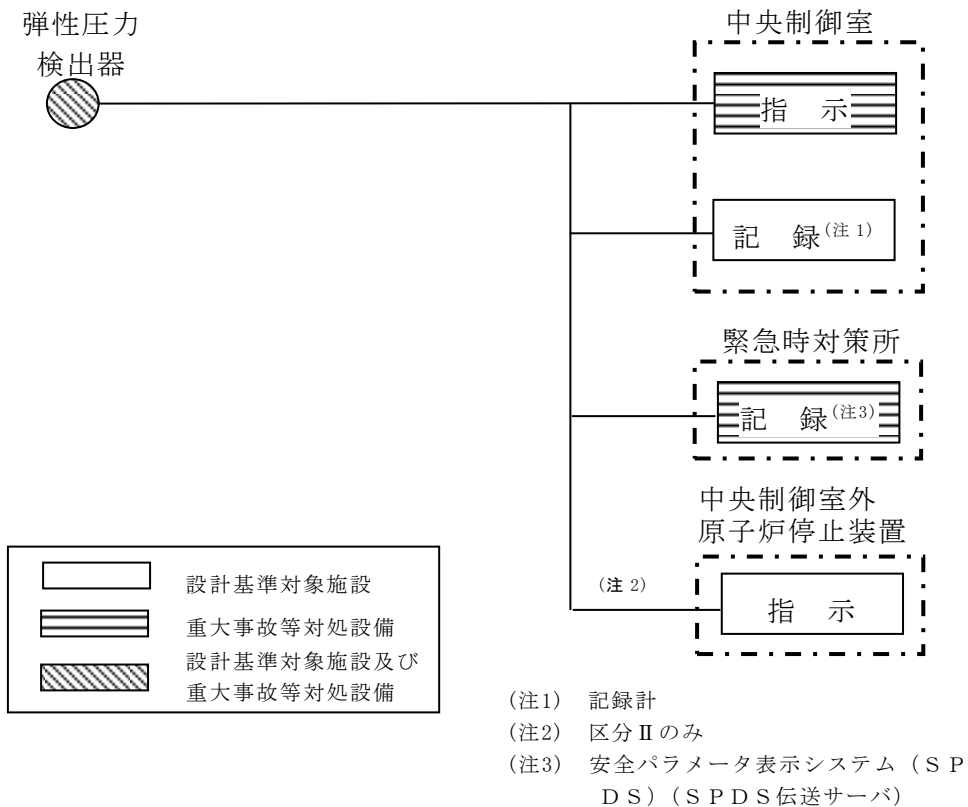 弾性圧力
検出器
中央制御室
指　示
記　録(注 1)
緊急時対策所
記　録(注3)
中央制御室外
原子炉停止装置
(注 2)
指　示
設計基準対象施設
重大事故等対処設備
設計基準対象施設及び
重大事故等対処設備
(注1)　記録計
(注2)　区分Ⅱのみ
(注3)　安全パラメータ表示システム（ＳＰ
ＤＳ）（ＳＰＤＳ伝送サーバ）